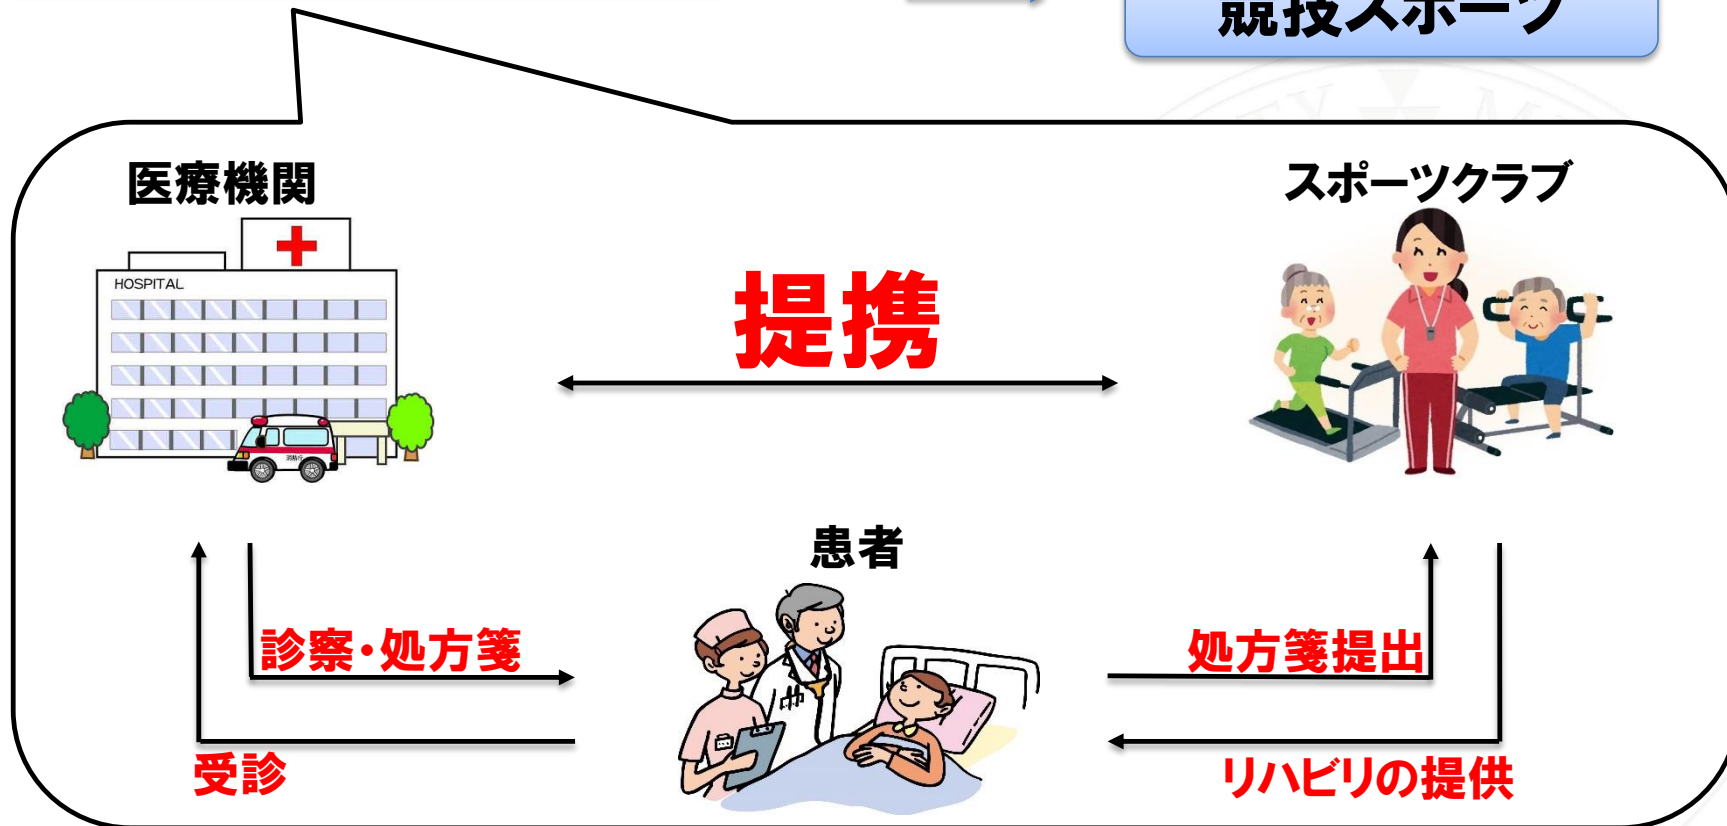 競技スポーツ
医療機関
スポーツクラブ
HOSPITAL
提携
患者
診察・処方箋
処方箋提出
受診
リハビリの提供